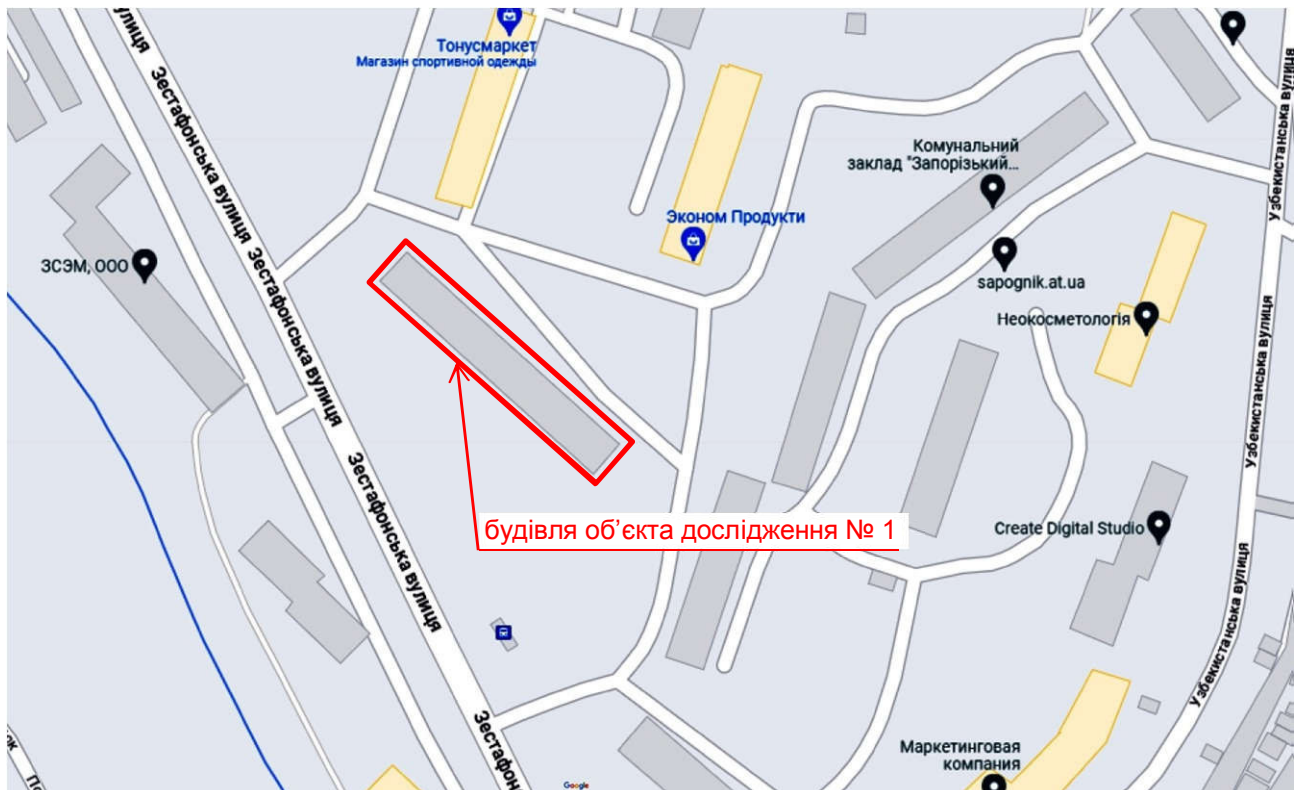 вулиця
Зестафонська вулиця
Зестафонська вулиця
Зестафонська вулиця
Зестафон
Тонусмаркет
Магазин спортивной одежды
Комунальний
заклад "Запорізький...
Эконом Продукти
ЗСЭМ, ООО
sapognik.at.ua
Неокосметологія
будівля об’єкта дослідження № 1
Create Digital Studio
Узбекистанська вулиця
Узбекистанська вулиця
Узбекистанська вулиця
Маркетинговая
компания
Google